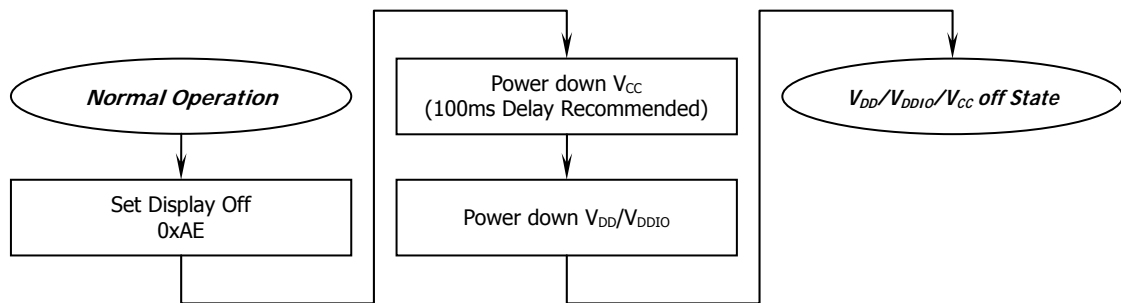 Normal Operation
Set Display Off
0xAE
Power down VCC
(100ms Delay Recommended)
Power down VDD/VDDIO
VDD/VDDIO/VCC off State